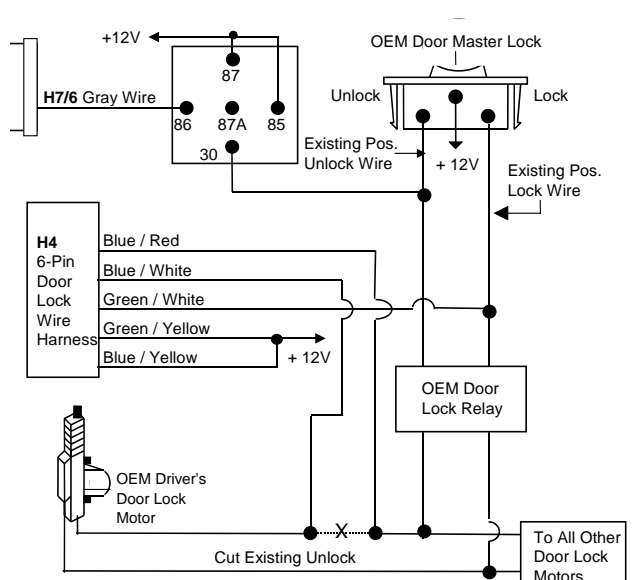 +12V
OEM Door Master Lock
87
Unlock
Lock
H7/6 Gray Wire
86
87A
85
30
Existing Pos.
Unlock Wire
+ 12V
Existing Pos.
Lock Wire
H4
6-Pin
Door
Lock
Wire
Harness
Blue / Red
Blue / White
Green / White
Green / Yellow
Blue / Yellow
+ 12V
OEM Door
Lock Relay
OEM Driver's
Door Lock
Motor
X
Cut Existing Unlock
To All Other
Door Lock
Motors